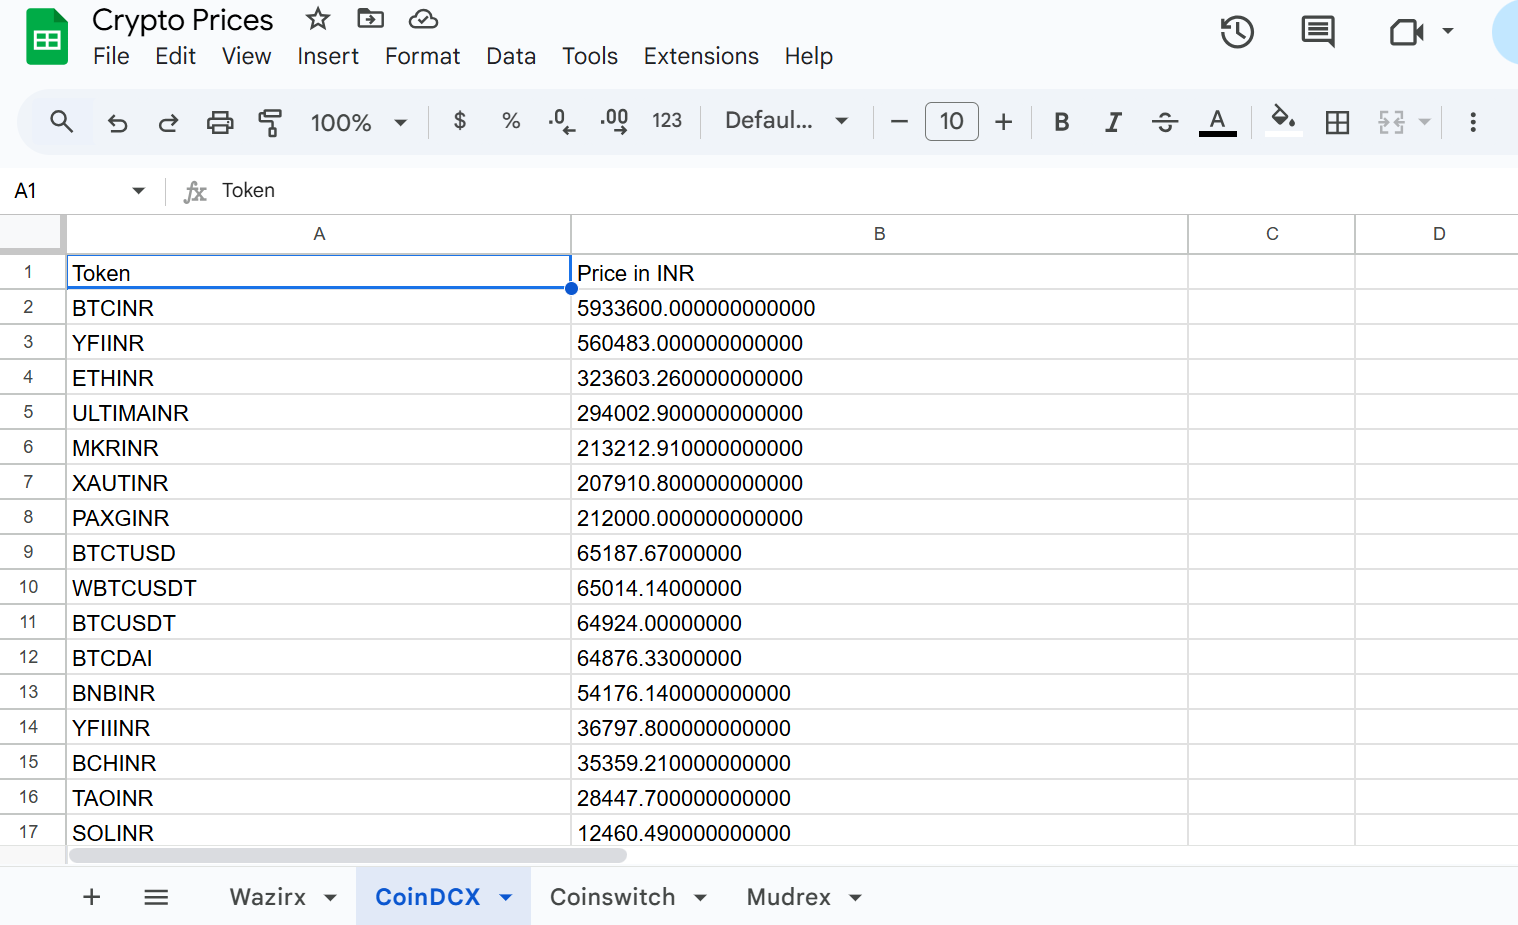 Crypto Prices
File Edit View Insert Format Data Tools Extensions Help
100% $ % .0 .00 123 Defaul... − 10 + B I S A
A1 fx Token
A B C D
1 Token Price in INR
2 BTCINR 5933600.000000000000
3 YFIINR 560483.000000000000
4 ETHINR 323603.260000000000
5 ULTIMAINR 294002.900000000000
6 MKRINR 213212.910000000000
7 XAUTINR 207910.800000000000
8 PAXGINR 212000.000000000000
9 BTCTUSD 65187.67000000
10 WBTCUSDT 65014.14000000
11 BTCUSDT 64924.00000000
12 BTCDAI 64876.33000000
13 BNBINR 54176.140000000000
14 YFIIINR 36797.800000000000
15 BCHINR 35359.210000000000
16 TAOINR 28447.700000000000
17 SOLINR 12460.490000000000
+ Wazirx CoinDCX Coinswitch Mudrex